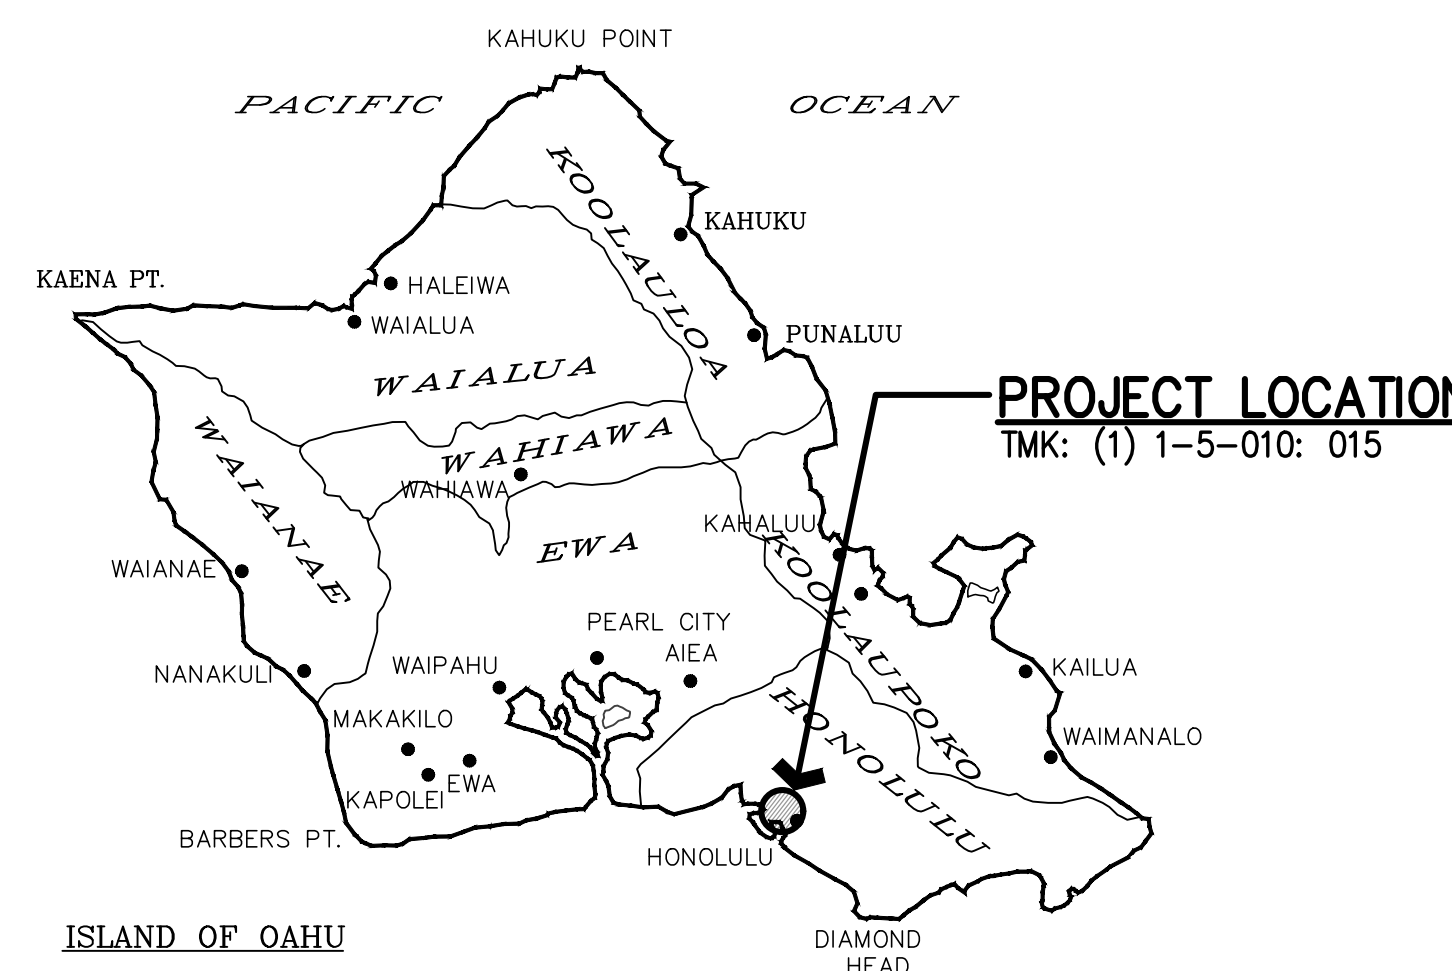 KAHUKU POINT
PACIFIC OCEAN
KOOLAULOA
KAHUKU
KAENA PT.
HALEIWA
WAIALUA
PUNALUU
WAIALUA
PROJECT LOCATION
TMK: (1) 1-5-010: 015
WAHIAWA
WAHIAWA
WAIANAE
KAHALUU
EWA
KOOLAUPOKO
WAIANAE
PEARL CITY
AIEA
WAIPAHU
KAILUA
NANAKULI
HONOLULU
MAKAKILO
WAIMANALO
EWA
KAPOLEI
BARBERS PT.
HONOLULU
ISLAND OF OAHU
DIAMOND
HEAD